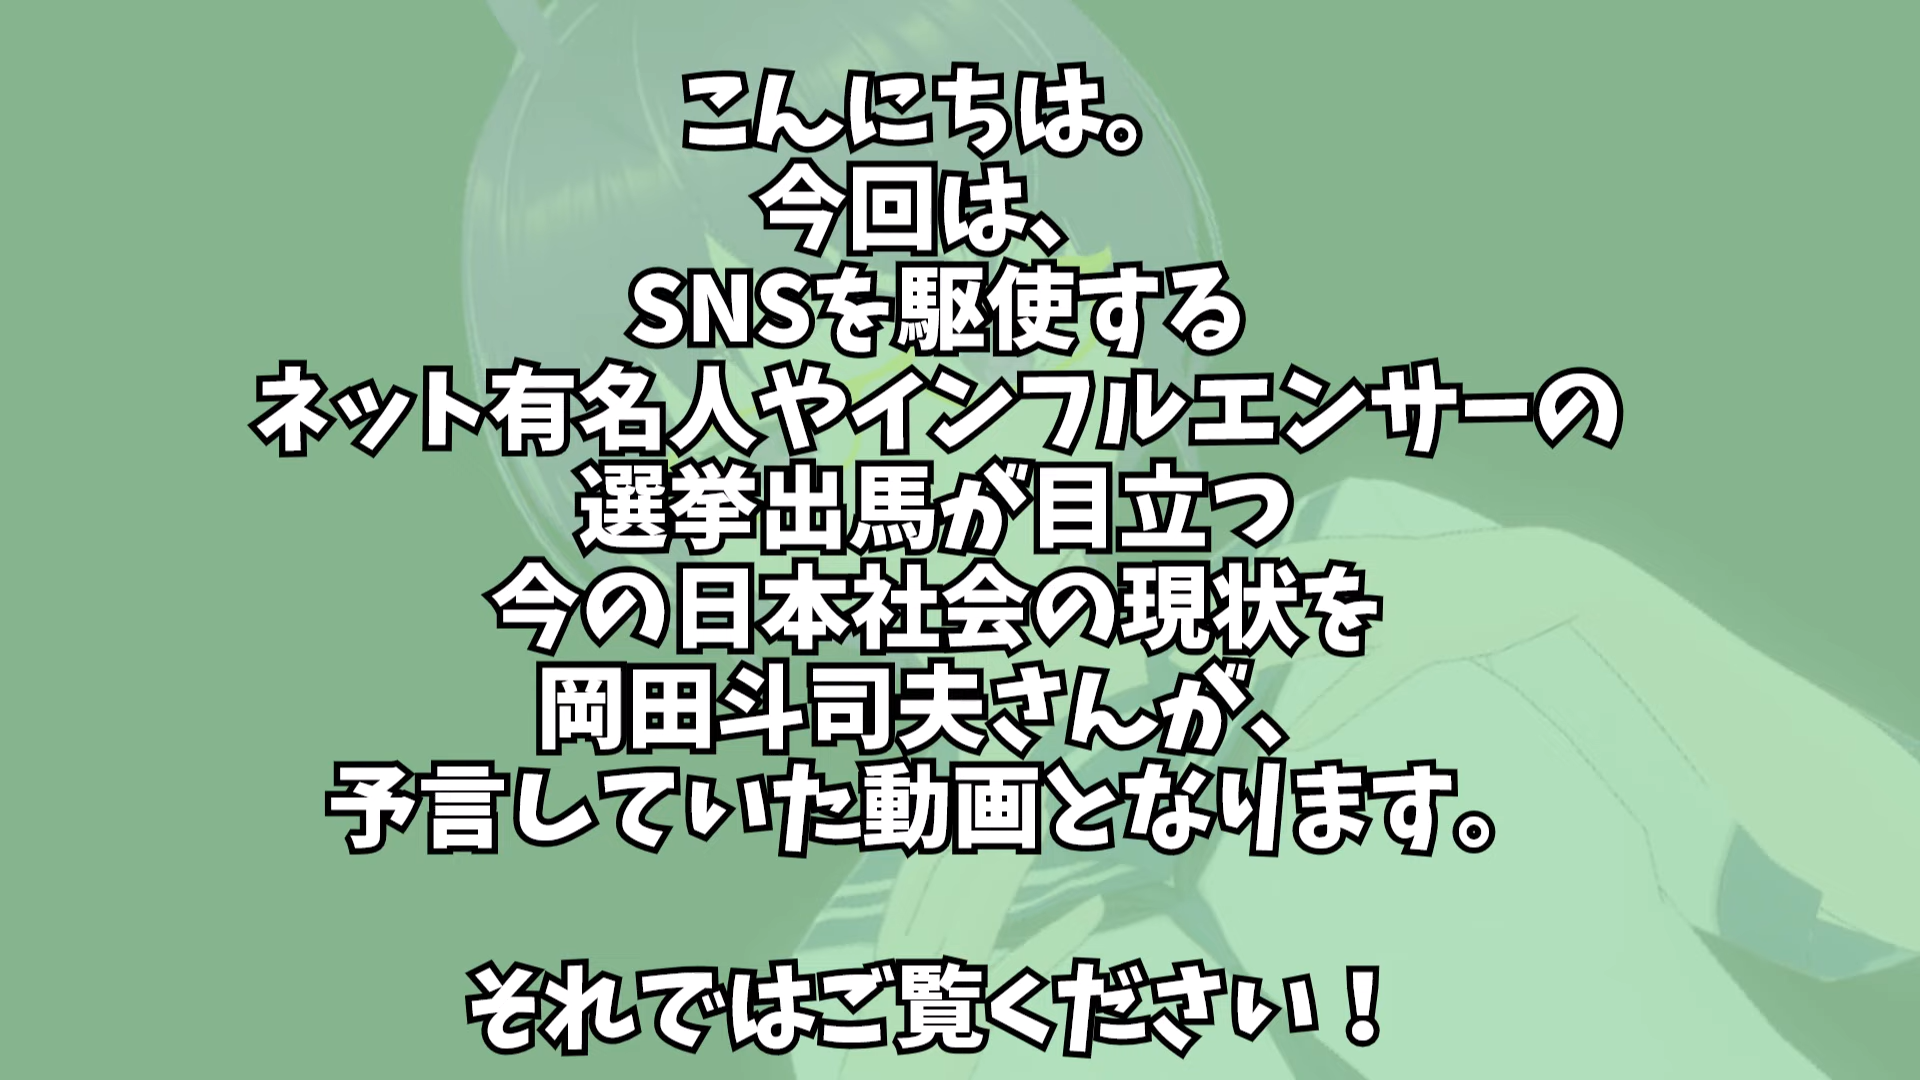 こんにちは。
今回は、
SNSを駆使する
ネット有名人やインフルエンサーの
選挙出馬が目立つ
今の日本社会の現状を
岡田斗司夫さんが、
予言していた動画となります。
それではご覧ください！